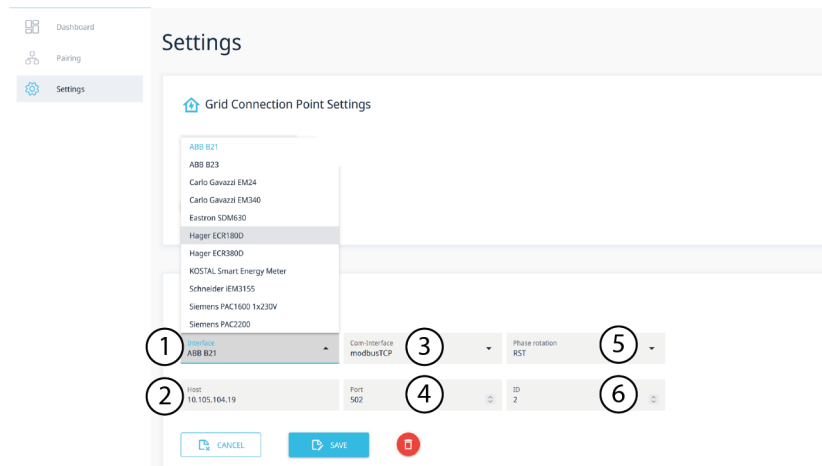 Dashboard
Pairing
Settings
Settings
Grid Connection Point Settings
ABB B21
ABB B23
Carlo Gavazzi EM24
Carlo Gavazzi EM340
Eastron SDM630
Hager ECR180D
Hager ECR380D
KOSTAL Smart Energy Meter
Schneider iEM3155
Siemens PAC1600 1x230V
Siemens PAC2200
1
Interface
ABB B21
Com-Interface
modbusTCP
3
Phase rotation
RST
5
2
Host
10.105.104.19
Port
502
4
ID
2
6
CANCEL
SAVE